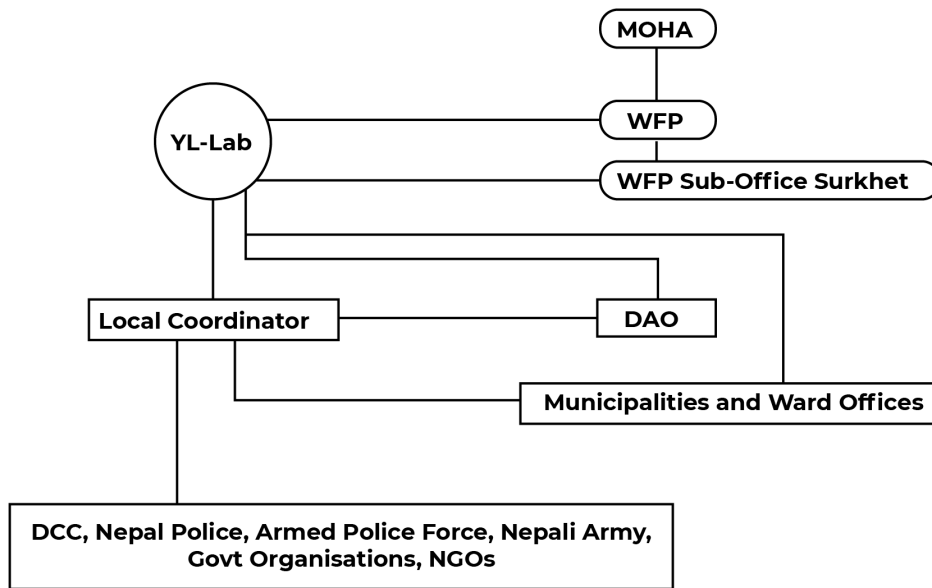 MOHA
YL-Lab
WFP
WFP Sub-Office Surkhet
Local Coordinator
DAO
Municipalities and Ward Offices
DCC, Nepal Police, Armed Police Force, Nepali Army,
Govt Organisations, NGOs